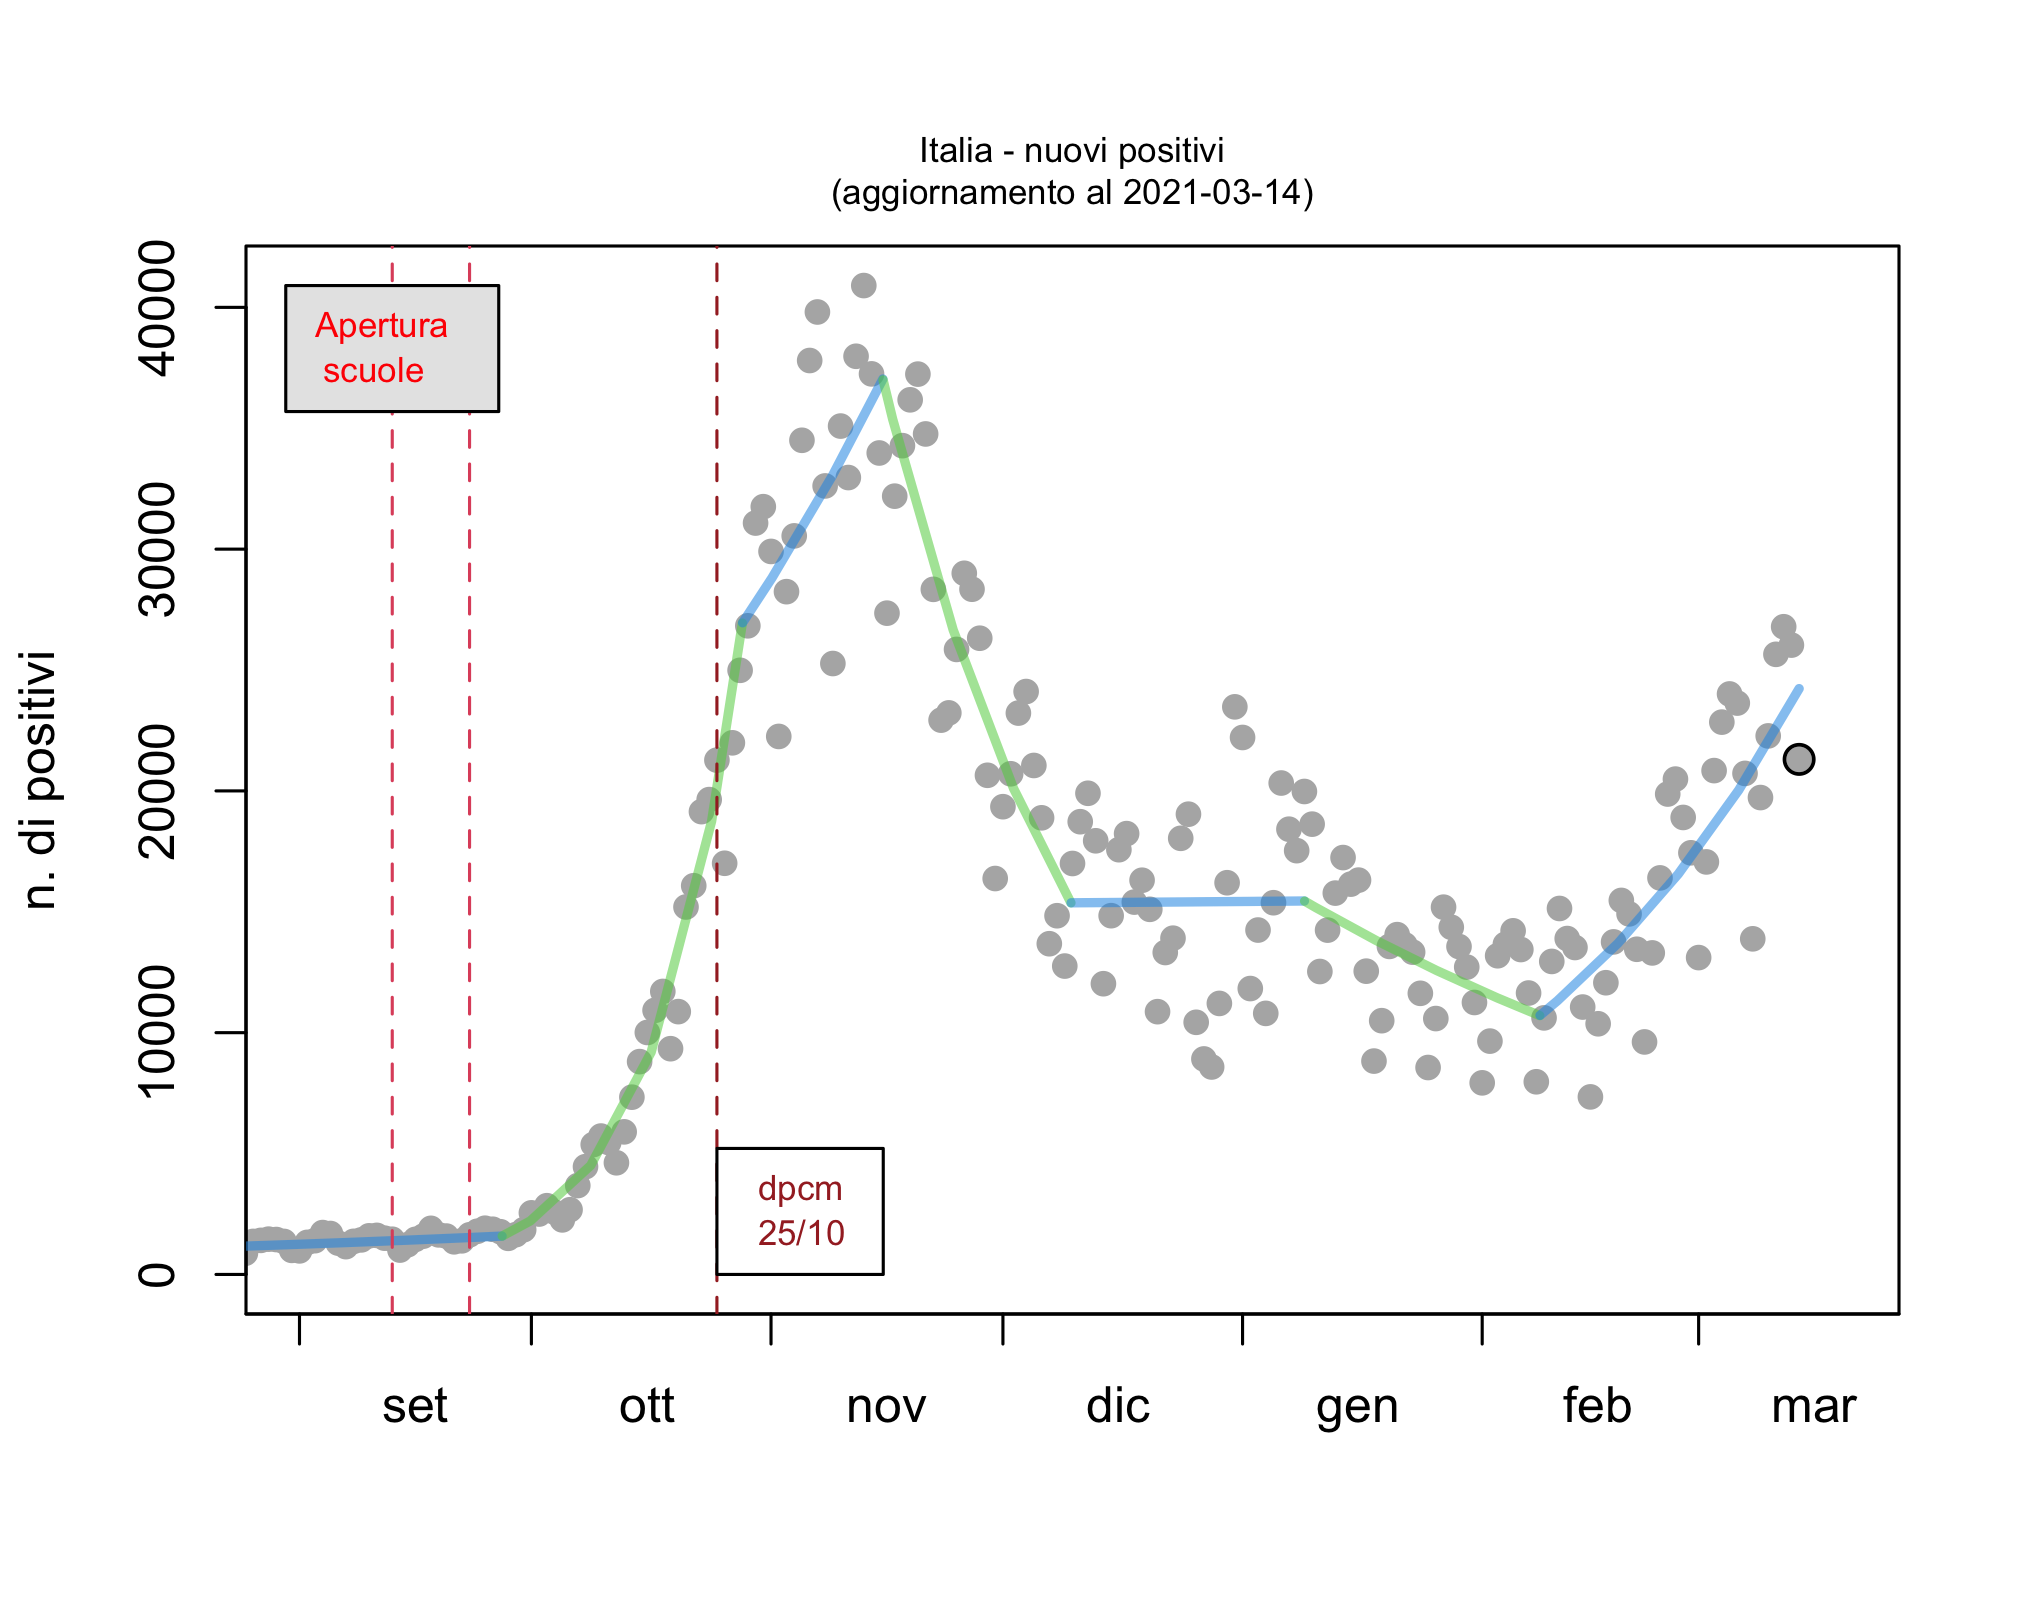 Italia - nuovi positivi
(aggiornamento al 2021-03-14)
n. di positivi
40000
30000
20000
10000
0
Apertura
scuole
dpcm
25/10
set ott nov dic gen feb mar